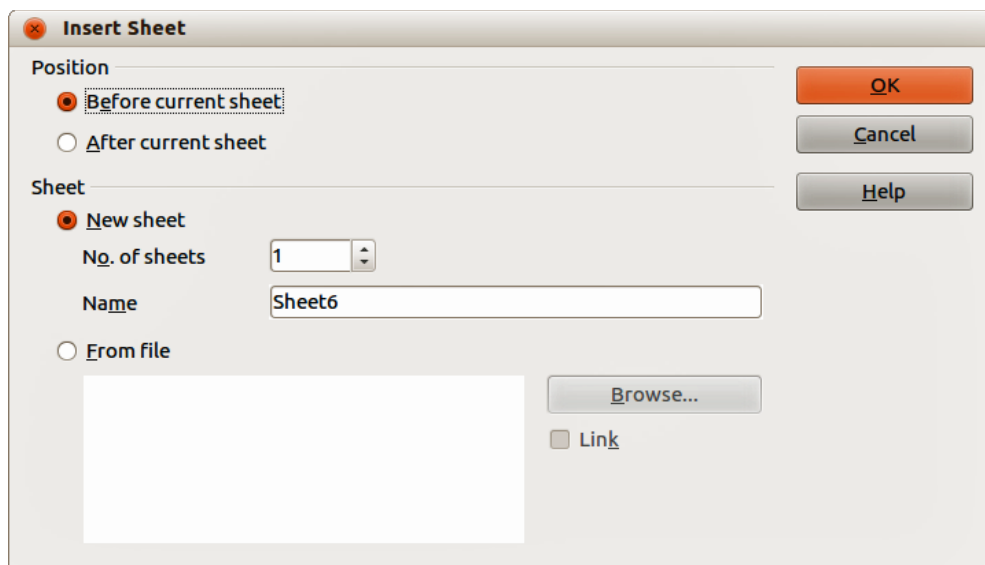 Insert Sheet
Position
Before current sheet
After current sheet
OK
Cancel
Help
Sheet
New sheet
No. of sheets
1
Name
Sheet6
From file
Browse...
Link